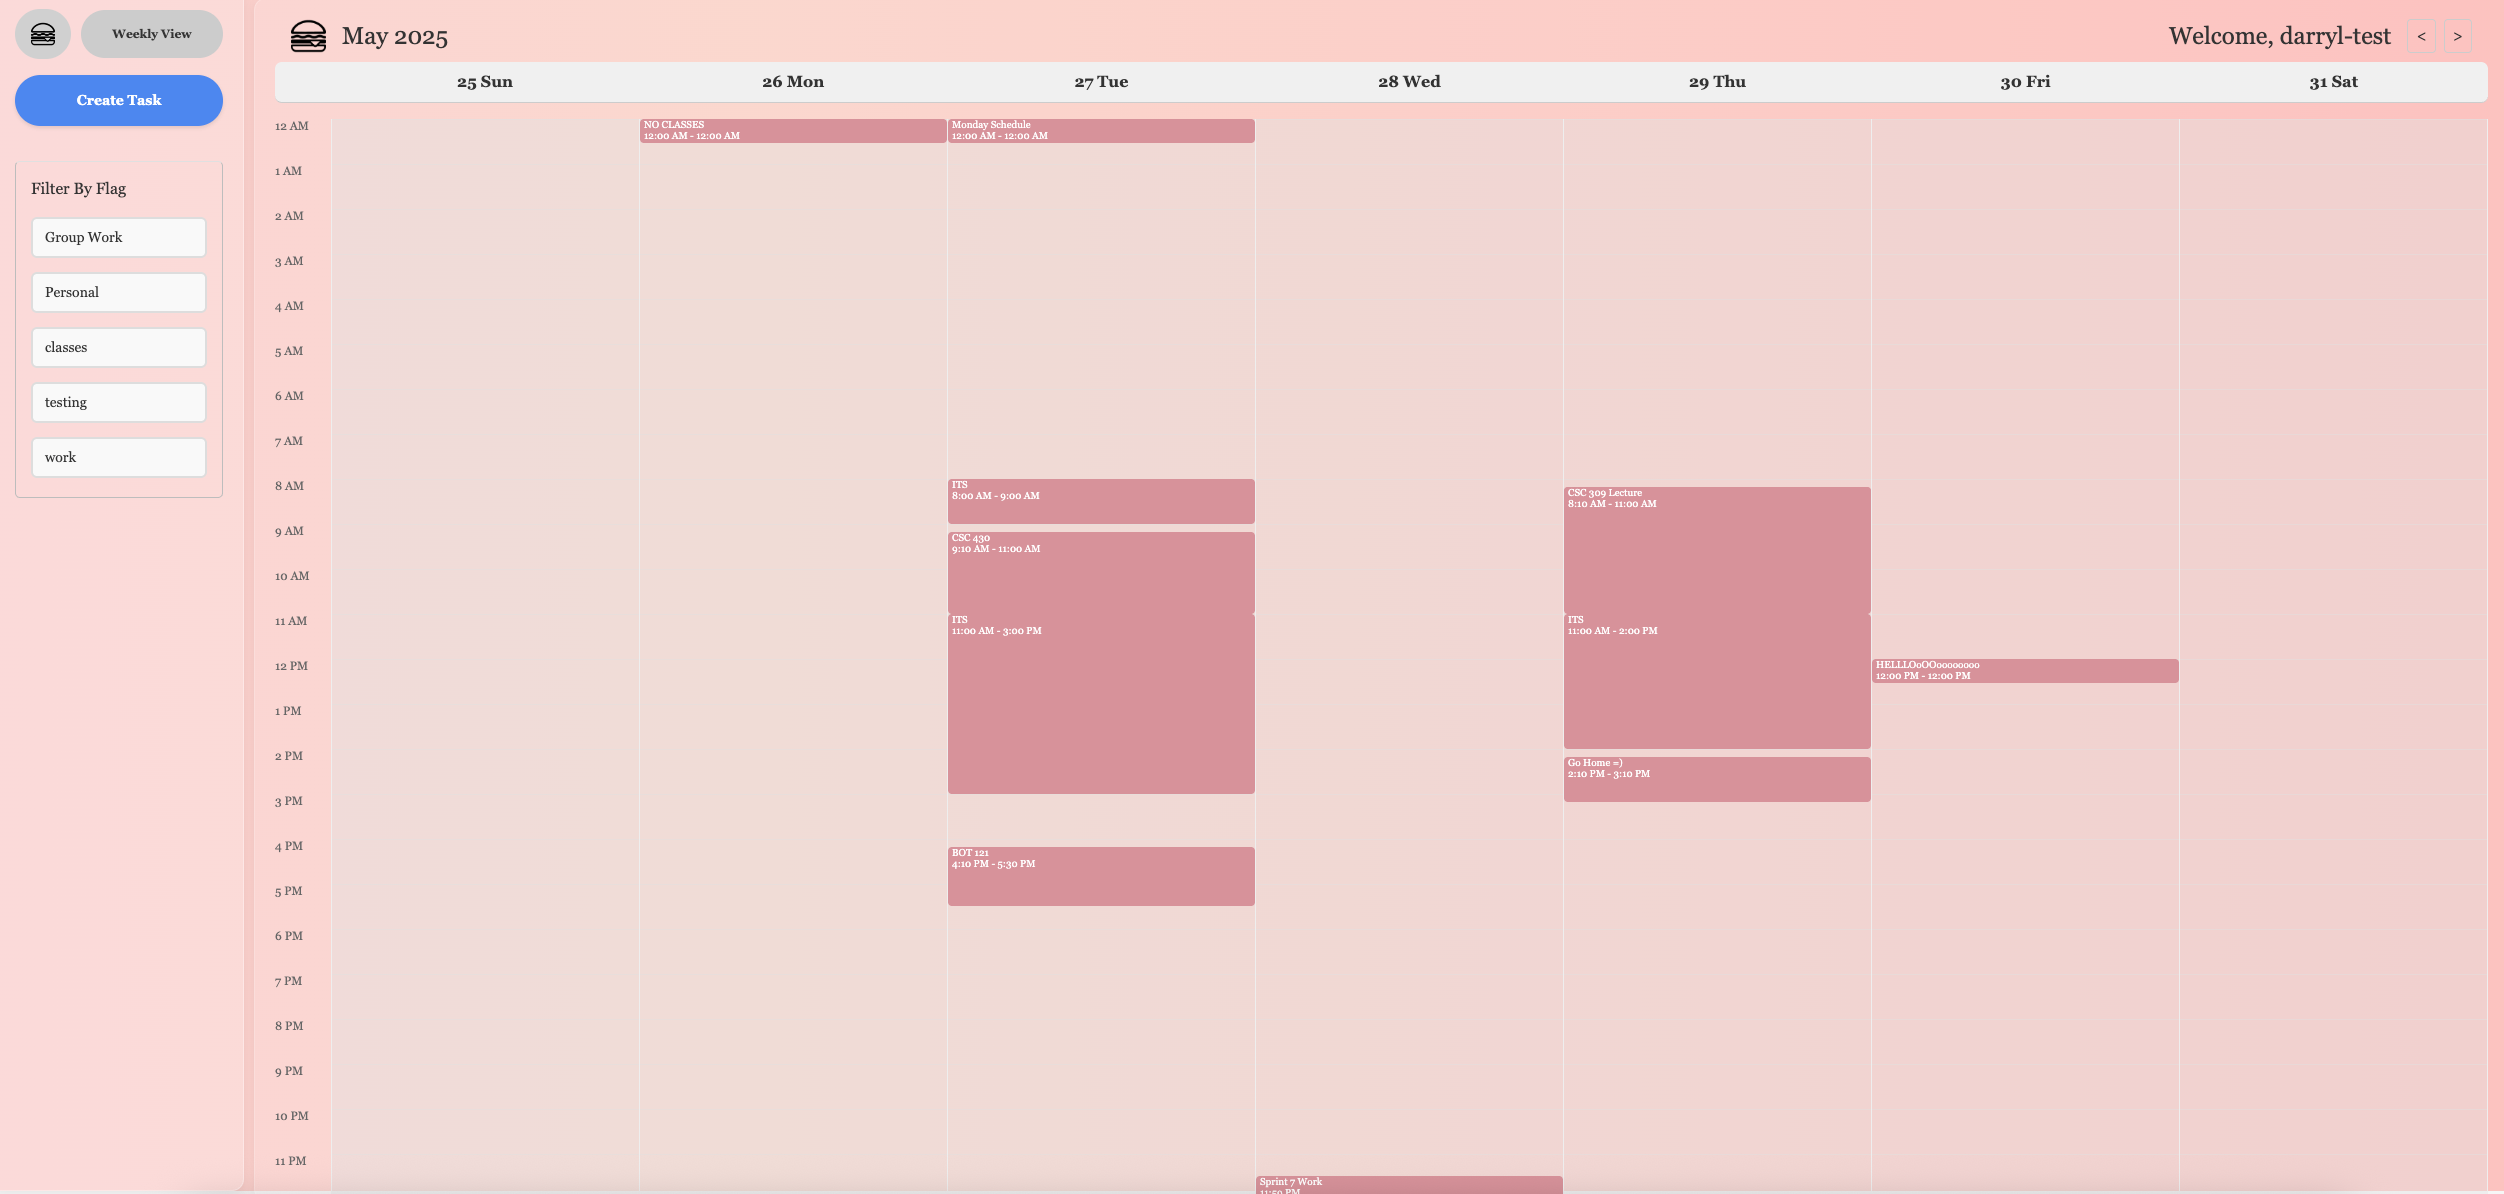 Weekly View
Create Task
Filter By Flag
Group Work
Personal
classes
testing
work
May 2025
Welcome, darryl-test
<
>
25 Sun
26 Mon
27 Tue
28 Wed
29 Thu
30 Fri
31 Sat
12 AM
1 AM
2 AM
3 AM
4 AM
5 AM
6 AM
7 AM
8 AM
9 AM
10 AM
11 AM
12 PM
1 PM
2 PM
3 PM
4 PM
5 PM
6 PM
7 PM
8 PM
9 PM
10 PM
11 PM
NO CLASSES
12:00 AM - 12:00 AM
Monday Schedule
12:00 AM - 12:00 AM
ITS
8:00 AM - 9:00 AM
CSC 430
9:10 AM - 11:00 AM
ITS
11:00 AM - 3:00 PM
BOT 121
4:10 PM - 5:30 PM
Sprint 7 Work
CSC 309 Lecture
8:10 AM - 11:00 AM
ITS
11:00 AM - 2:00 PM
Go Home =)
2:10 PM - 3:10 PM
HELLLOoOOooooooooo
12:00 PM - 12:00 PM